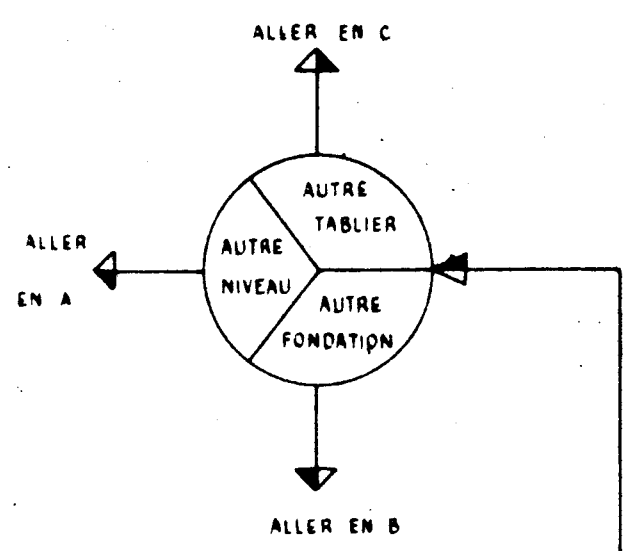 ALLER EN C
AUTRE
TABLIER
ALLER
EN A
AUTRE
NIVEAU
AUTRE
FONDATION
ALLER EN B